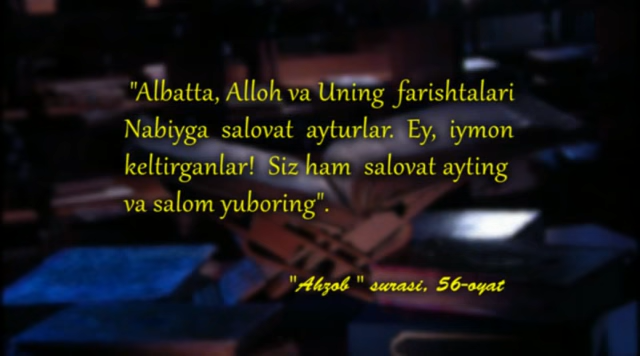 "Albatta, Alloh va Uning farishtalari
Nabiyga salovat ayturlar. Ey, iymon
keltirganlar! Siz ham salovat ayting
va salom yuboring".
"Ahzob " surasi, 56-oyat